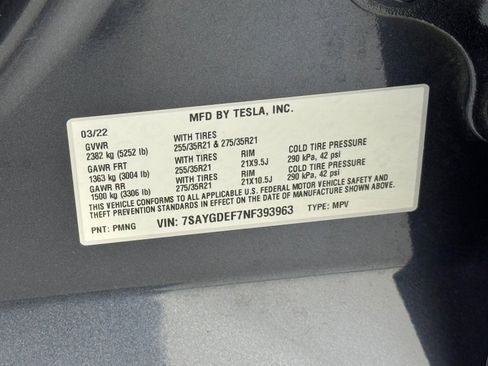 MFD BY TESLA, INC.
03/22
GVWR WITH TIRES
2382 kg (5252 lb) 255/35R21 & 275/35R21
GAWR FRT WITH TIRES RIM COLD TIRE PRESSURE
1363 kg (3004 lb) 255/35R21 21X9.5J 290 kPa, 42 psi
GAWR RR WITH TIRES RIM COLD TIRE PRESSURE
1500 kg (3306 lb) 275/35R21 21X10.5J 290 kPa, 42 psi
THIS VEHICLE CONFORMS TO ALL APPLICABLE U.S. FEDERAL MOTOR VEHICLE SAFETY AND
THEFT PREVENTION STANDARDS IN EFFECT ON THE DATE OF MANUFACTURE SHOWN ABOVE.
PNT: PMNG VIN: 7SAYGDEF7NF393963 TYPE: MPV